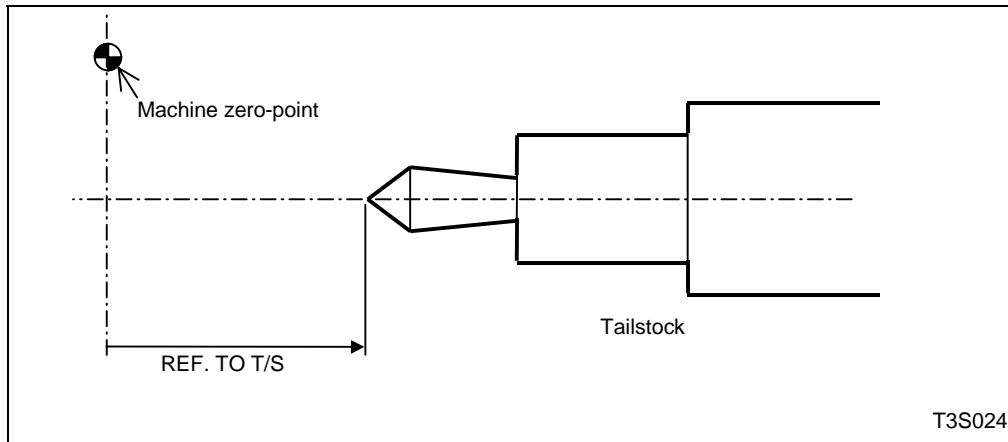 Machine zero-point
Tailstock
REF. TO T/S
T3S024